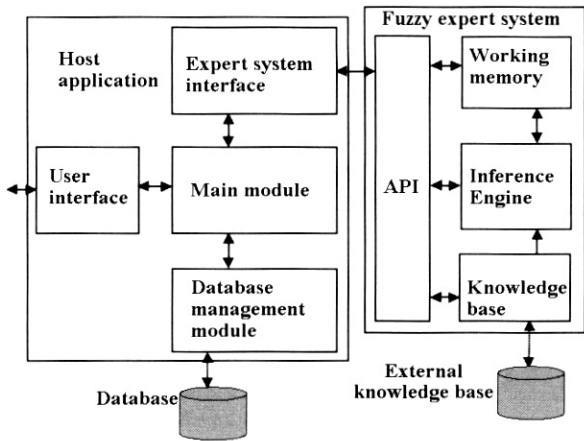 Fuzzy expert system
Host
application
Expert system
interface
User
interface
Main module
Database
management
module
Database
API
Working
memory
Inference
Engine
Knowledge
base
External
knowledge base